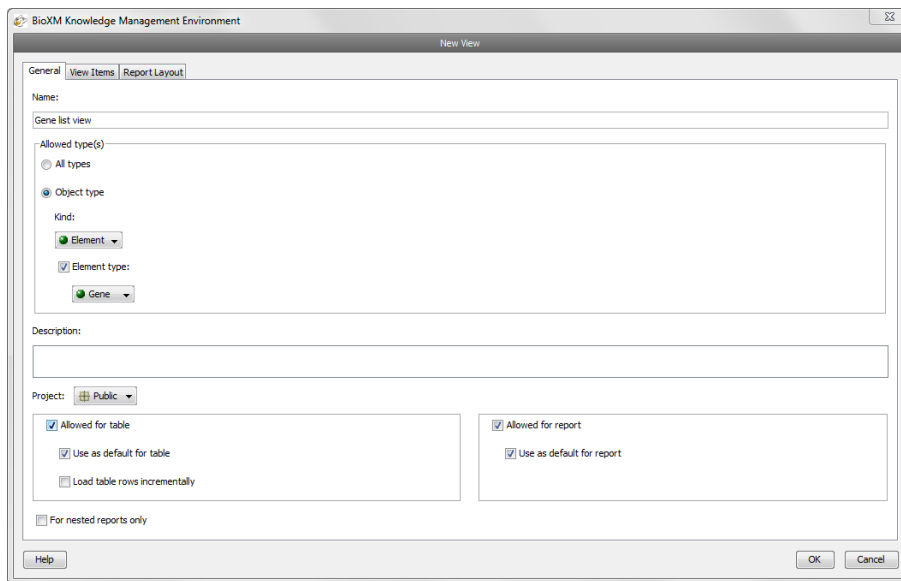 BioXM Knowledge Management Environment
New View
General View Items Report Layout
Name:
Gene list view
Allowed type(s)
All types
Object type
Kind:
Element
Element type:
Gene
Description:
Project: Public
Allowed for table
Use as default for table
Load table rows incrementally
Allowed for report
Use as default for report
For nested reports only
Help OK Cancel